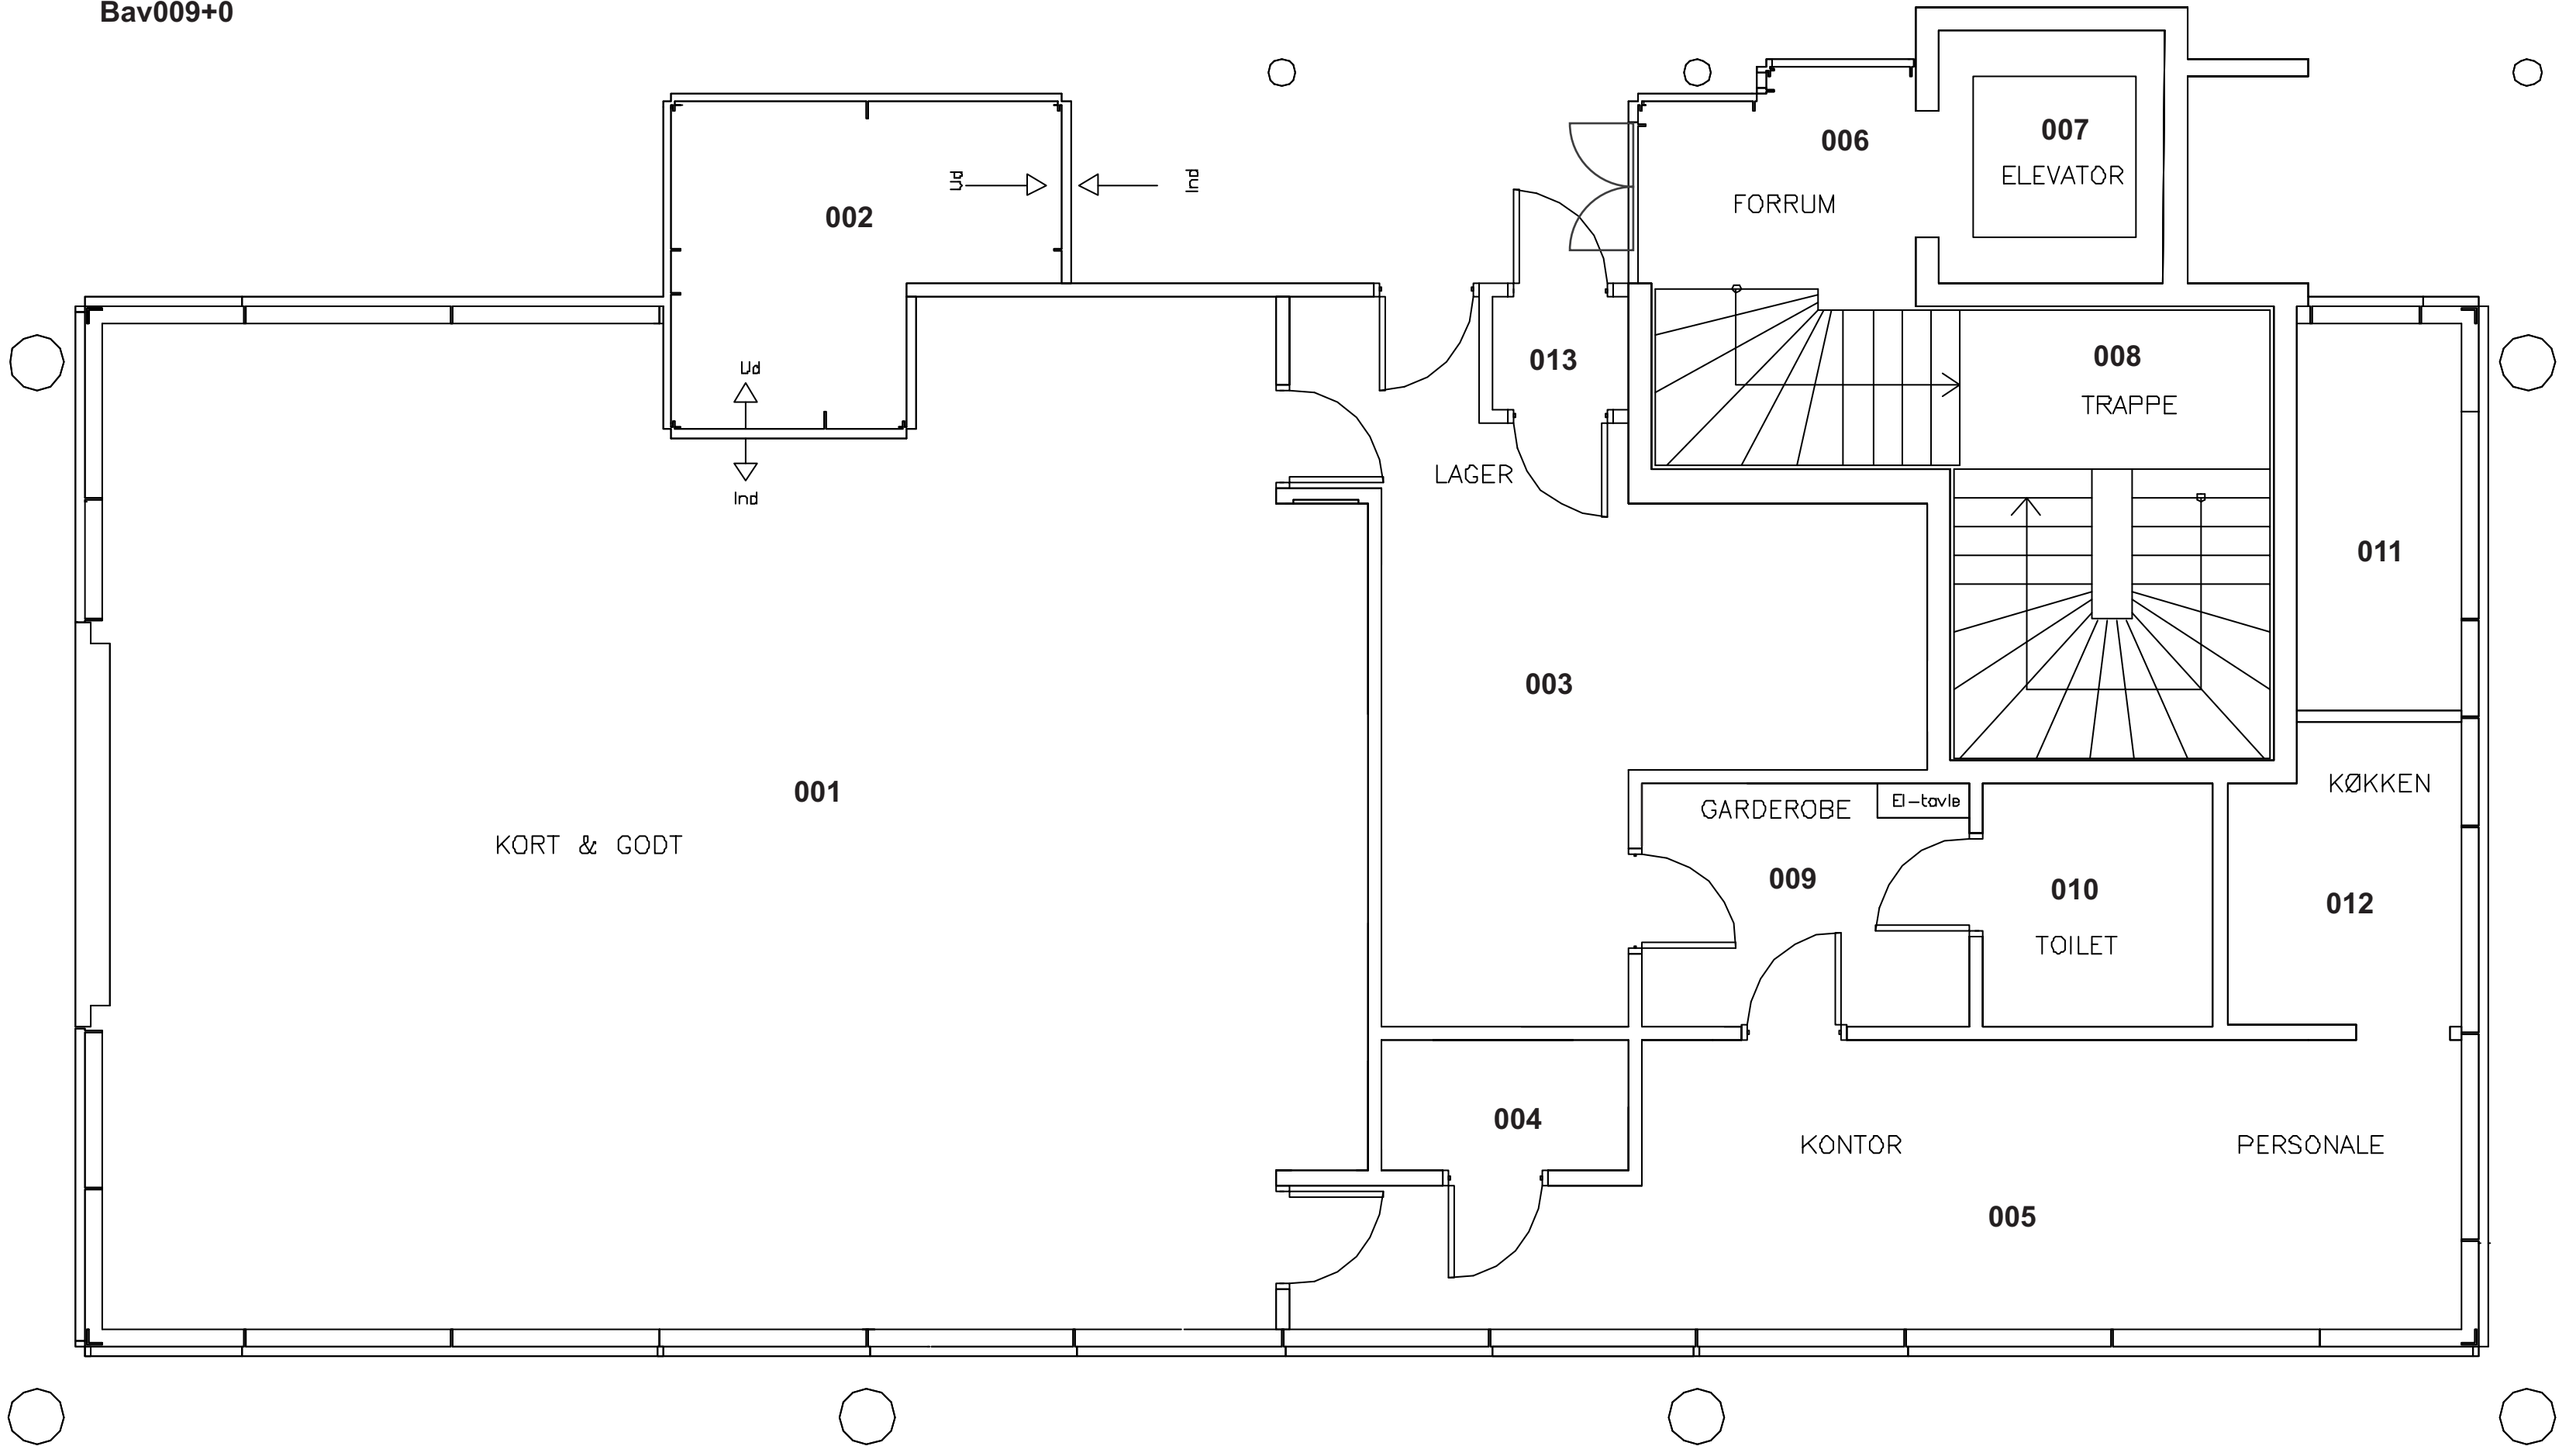 Bav009+0
007
006
ELEVATOR
Ud
Ind
FORRUM
002
008
013
Ud
TRAPPE
LAGER
Ind
011
003
KØKKEN
001
El-tavle
GARDEROBE
KORT & GODT
009
010
012
TOILET
004
KONTOR
PERSONALE
005